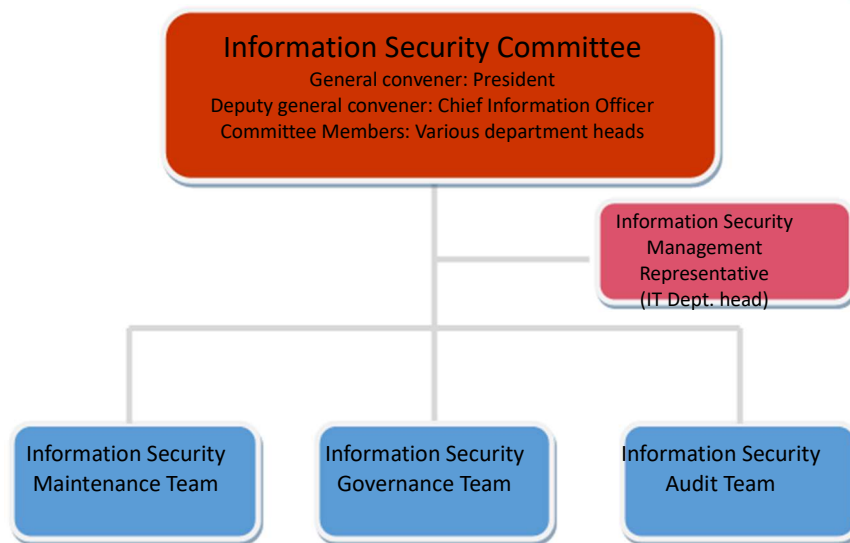 Information Security Committee
General convener: President
Deputy general convener: Chief Information Officer
Committee Members: Various department heads
Information Security
Management
Representative
(IT Dept. head)
Information Security
Maintenance Team
Information Security
Governance Team
Information Security
Audit Team